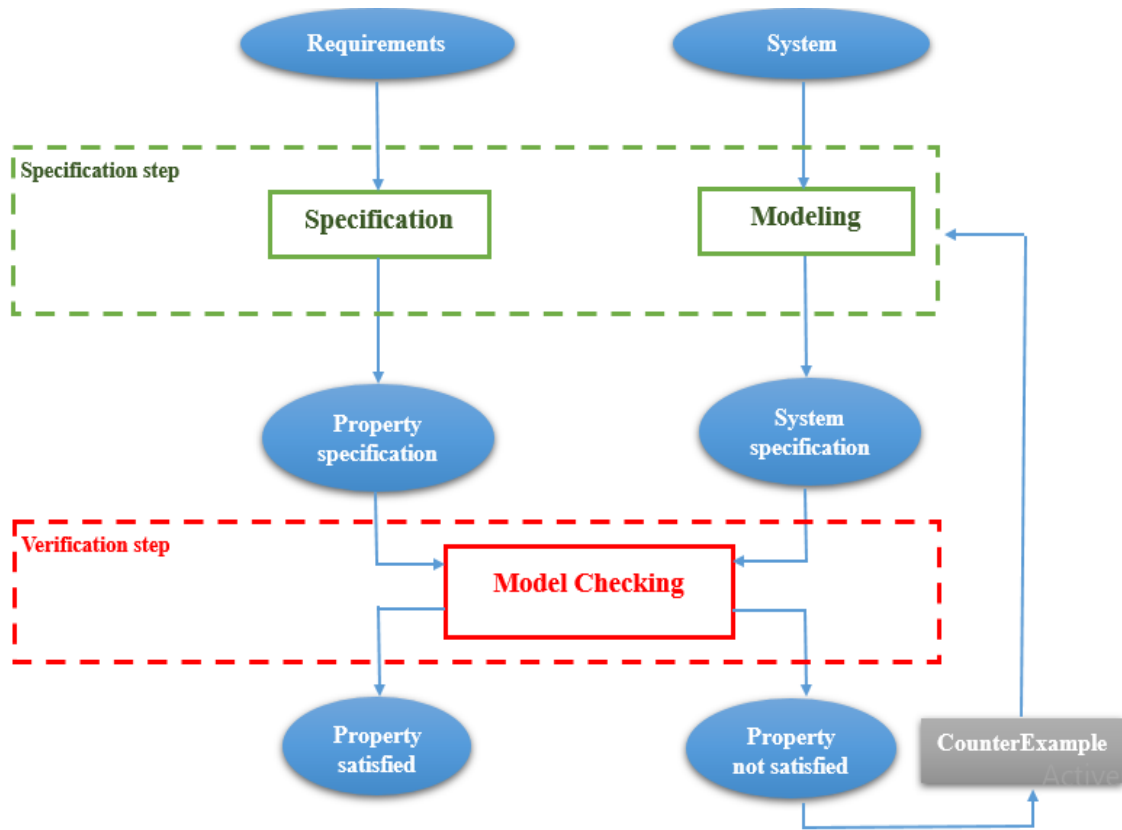 Requirements
System
Specification step
Specification
Modeling
Property
specification
System
specification
Verification step
Model Checking
Property
satisfied
Property
not satisfied
CounterExample
Active